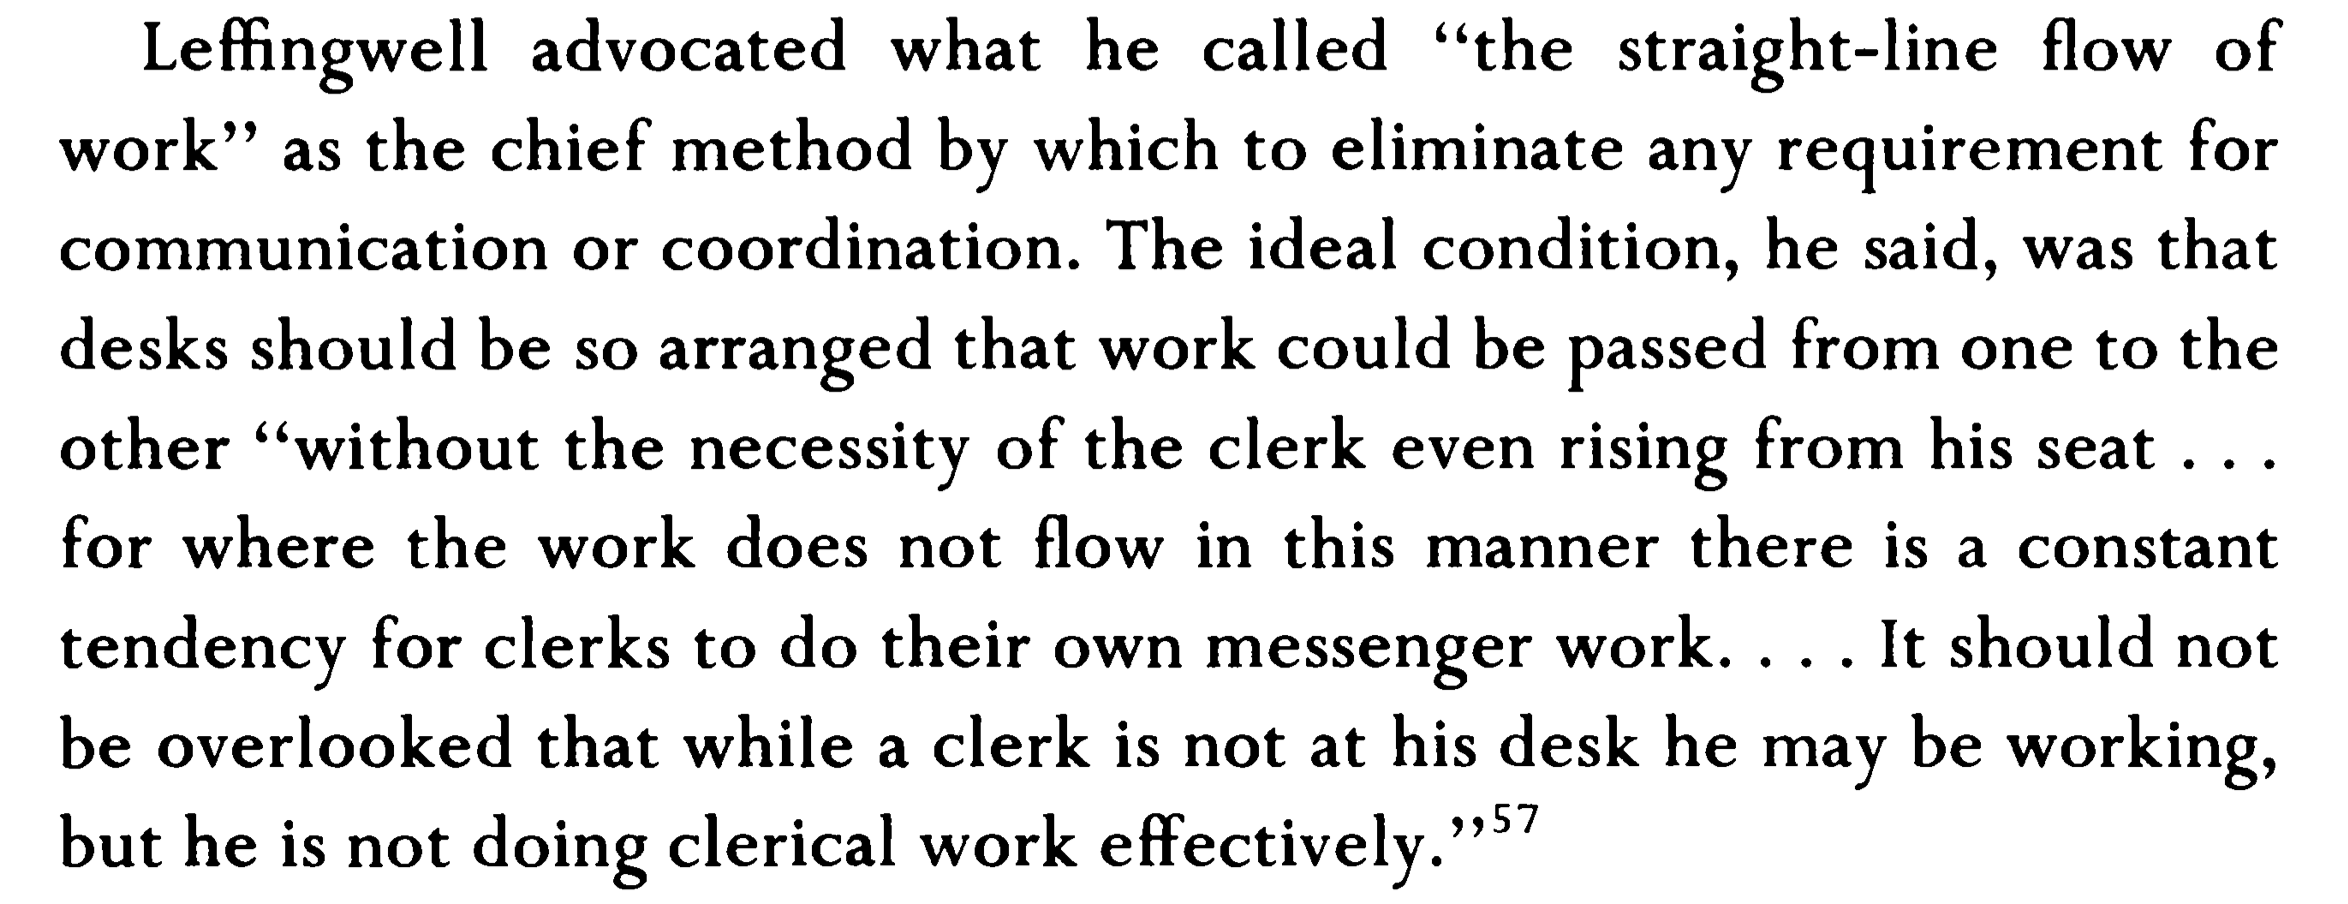 Leffingwell advocated what he called “the straight-line flow of
work” as the chief method by which to eliminate any requirement for
communication or coordination. The ideal condition, he said, was that
desks should be so arranged that work could be passed from one to the
other “without the necessity of the clerk even rising from his seat . . .
for where the work does not flow in this manner there is a constant
tendency for clerks to do their own messenger work. . . . It should not
be overlooked that while a clerk is not at his desk he may be working,
but he is not doing clerical work effectively.”57